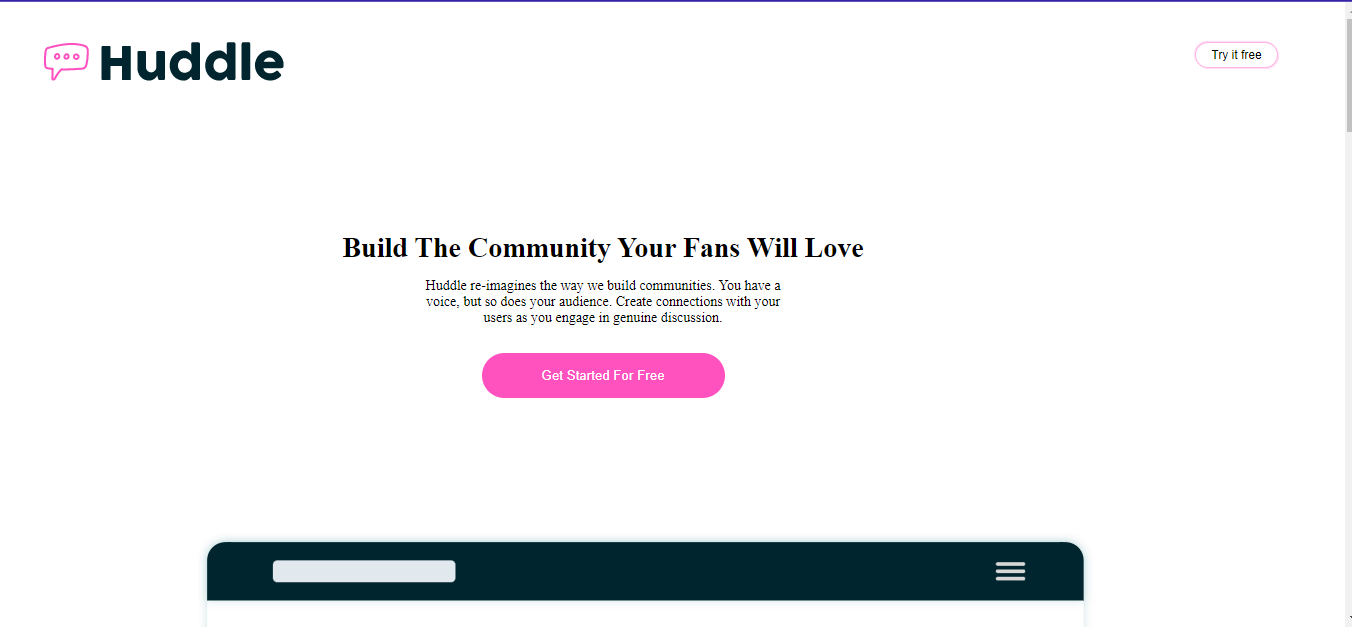 Huddle
Try it free
Build The Community Your Fans Will Love
Huddle re-imagines the way we build communities. You have a
voice, but so does your audience. Create connections with your
users as you engage in genuine discussion.
Get Started For Free